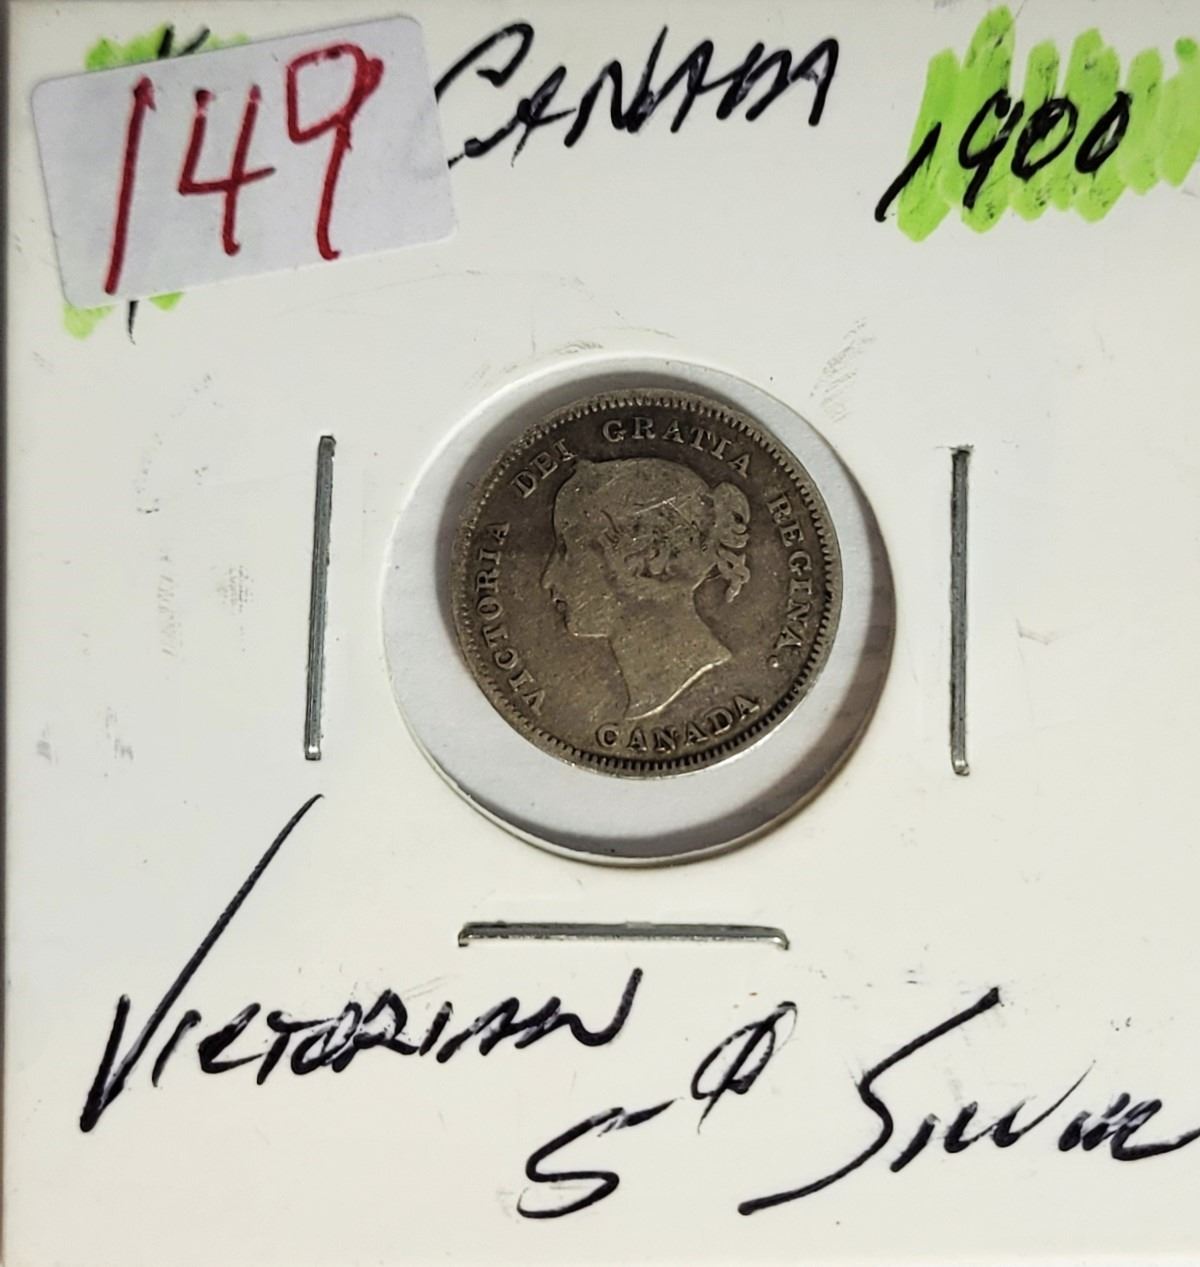 149 CANADA 1900
VICTORIA DEI GRATIA REGINA.
CANADA
VICTORIAN
5¢ SILVER